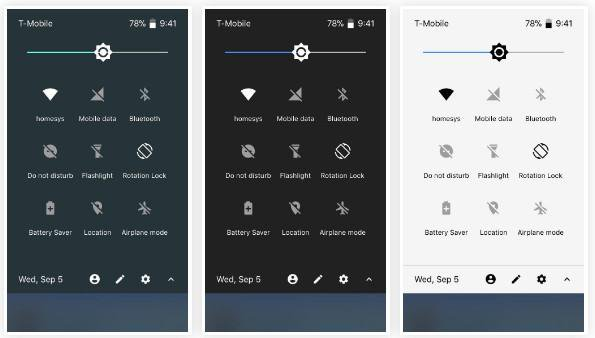 T-Mobile 78% 9:41
homesys Mobile data Bluetooth
Do not disturb Flashlight Rotation Lock
Battery Saver Location Airplane mode
Wed, Sep 5
T-Mobile 78% 9:41
homesys Mobile data Bluetooth
Do not disturb Flashlight Rotation Lock
Battery Saver Location Airplane mode
Wed, Sep 5
T-Mobile 78% 9:41
homesys Mobile data Bluetooth
Do not disturb Flashlight Rotation Lock
Battery Saver Location Airplane mode
Wed, Sep 5